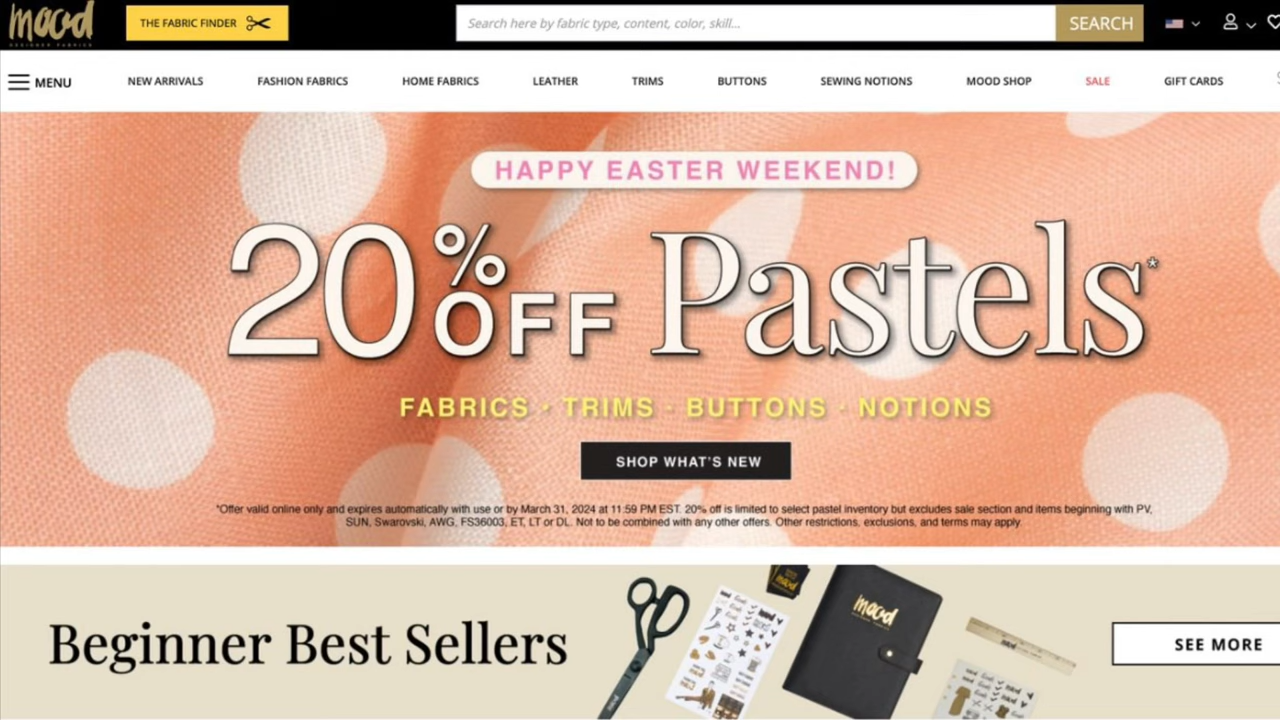 mood
DESIGNER FABRICS
THE FABRIC FINDER
Search here by fabric type, content, color, skill...
SEARCH
MENU
NEW ARRIVALS
FASHION FABRICS
HOME FABRICS
LEATHER
TRIMS
BUTTONS
SEWING NOTIONS
MOOD SHOP
SALE
GIFT CARDS
HAPPY EASTER WEEKEND!
20% OFF Pastels*
FABRICS · TRIMS · BUTTONS · NOTIONS
SHOP WHAT'S NEW
*Offer valid online only and expires automatically with use or by March 31, 2024 at 11:59 PM EST. 20% off is limited to select pastel inventory but excludes sale section and items beginning with PV,
SUN, Swarovski, AWG, FS36003, ET, LT or DL. Not to be combined with any other offers. Other restrictions, exclusions, and terms may apply.
Beginner Best Sellers
mood
mood
mood
SEE MORE